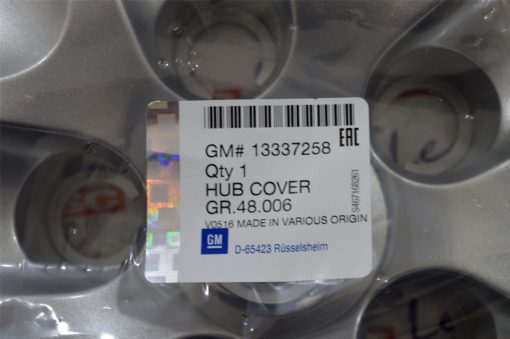 GM# 13337258
EAC
Qty 1
HUB COVER
GR.48.006
V0516 MADE IN VARIOUS ORIGIN
GM
D-65423 Rüsselsheim